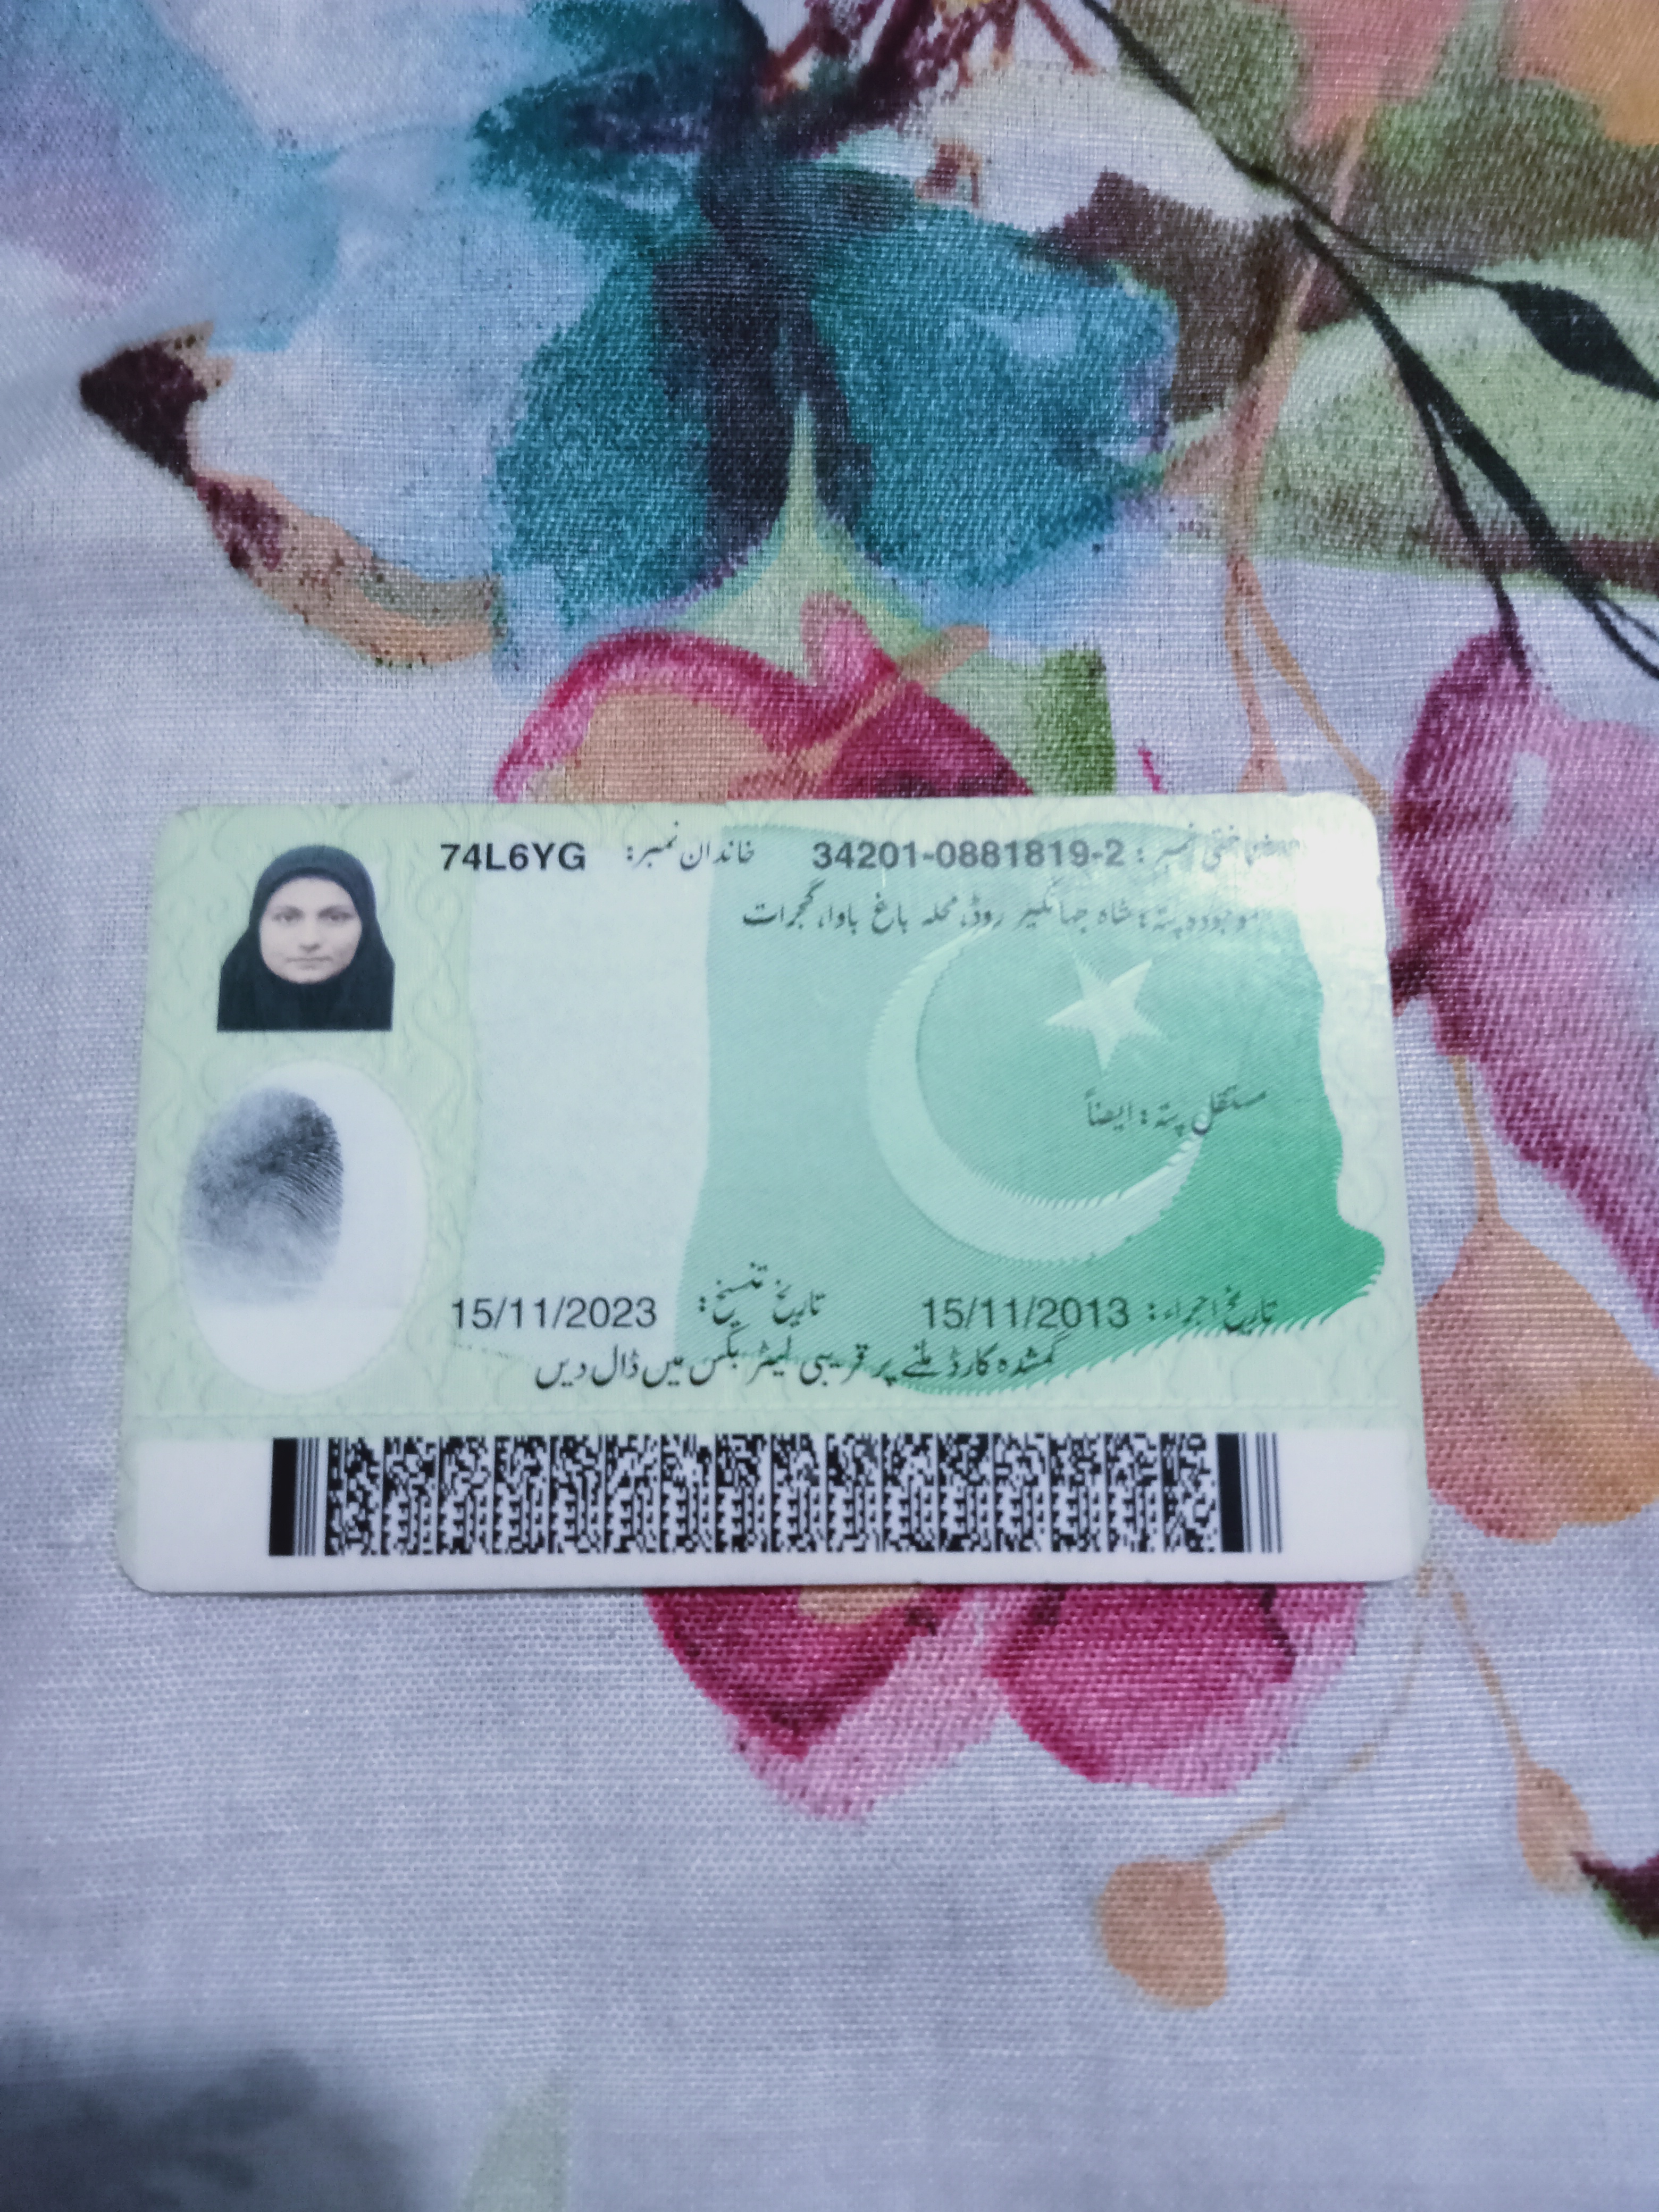 شناختی نمبر: 34201-0881819-2 خاندان نمبر: 74L6YG
موجودہ پتہ: شاہ جہانگیر روڈ، محلہ باغ باوا، گجرات
مستقل پتہ: ایضاً
تاریخ اجراء: 15/11/2013 تاریخ تنسیخ: 15/11/2023
گمشدہ کارڈ ملنے پر قریبی لیٹر بکس میں ڈال دیں